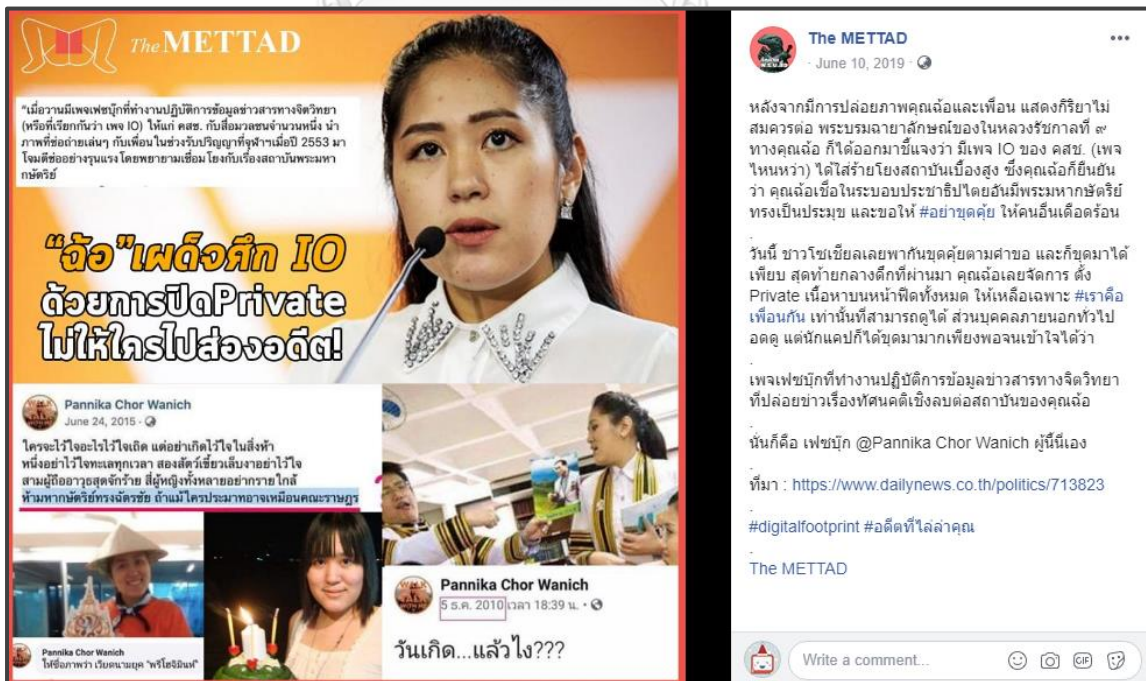 The METTAD
"เมื่อวานมีเพจเฟซบุ๊กที่ทำงานปฏิบัติการข้อมูลข่าวสารทางจิตวิทยา
(หรือที่เรียกกันว่า เพจ IO) ให้แก่ คสช. กับสื่อมวลชนจำนวนหนึ่ง นำ
ภาพที่ช่อถ่ายเล่นๆ กับเพื่อนในช่วงรับปริญญาที่จุฬาฯเมื่อปี 2553 มา
โจมตีช่ออย่างรุนแรง โดยพยายามเชื่อมโยงกับเรื่องสถาบันพระมหา
กษัตริย์
"ฉ้อ"เผด็จศึก IO
ด้วยการปิดPrivate
ไม่ให้ใครไปส่องอดีต!
Pannika Chor Wanich
June 24, 2015 ·
ใครจะไว้ใจอะไรไว้ใจเถิด แต่อย่าเกิดไว้ใจในสิ่งห้า
หนึ่งอย่าไว้ใจทะเลทุกเวลา สองสัตว์เขี้ยวเล็บงาอย่าไว้ใจ
สามผู้ถืออาวุธสุดจักร้าย สี่ผู้หญิงทั้งหลายอย่ากรายใกล้
ห้ามหากษัตริย์ทรงฉัตรชัย ถ้าแม้ใครประมาทอาจเหมือนคณะราษฎร
Pannika Chor Wanich
ให้ชื่อภาพว่า เวียดนามยุค "พรีโฮจิมินห์"
Pannika Chor Wanich
5 ธ.ค. 2010 เวลา 18:39 น. ·
วันเกิด...แล้วไง???
The METTAD
· June 10, 2019 ·
หลังจากมีการปล่อยภาพคุณฉ้อและเพื่อน แสดงกิริยาไม่
สมควรต่อ พระบรมฉายาลักษณ์ของในหลวงรัชกาลที่ ๙
ทางคุณฉ้อ ก็ได้ออกมาชี้แจงว่า มีเพจ IO ของ คสช. (เพจ
ไหนหว่า) ได้ใส่ร้ายโยงสถาบันเบื้องสูง ซึ่งคุณฉ้อก็ยืนยัน
ว่า คุณฉ้อเชื่อในระบอบประชาธิปไตยอันมีพระมหากษัตริย์
ทรงเป็นประมุข และขอให้ #อย่าขุดคุ้ย ให้คนอื่นเดือดร้อน
.
วันนี้ ชาวโซเชียลเลยพากันขุดคุ้ยตามคำขอ และก็ขุดมาได้
เพียบ สุดท้ายกลางดึกที่ผ่านมา คุณฉ้อเลยจัดการ ตั้ง
Private เนื้อหาบนหน้าฟีดทั้งหมด ให้เหลือเฉพาะ #เราคือ
เพื่อนกัน เท่านั้นที่สามารถดูได้ ส่วนบุคคลภายนอกทั่วไป
อดดู แต่นักแคปก็ได้ขุดมามากเพียงพอจนเข้าใจได้ว่า
.
เพจเฟซบุ๊กที่ทำงานปฏิบัติการข้อมูลข่าวสารทางจิตวิทยา
ที่ปล่อยข่าวเรื่องทัศนคติเชิงลบต่อสถาบันของคุณฉ้อ
.
นั่นก็คือ เฟซบุ๊ก @Pannika Chor Wanich ผู้นี้นี่เอง
.
ที่มา : https://www.dailynews.co.th/politics/713823
.
#digitalfootprint #อดีตที่ไล่ล่าคุณ
.
The METTAD
Write a comment...
GIF